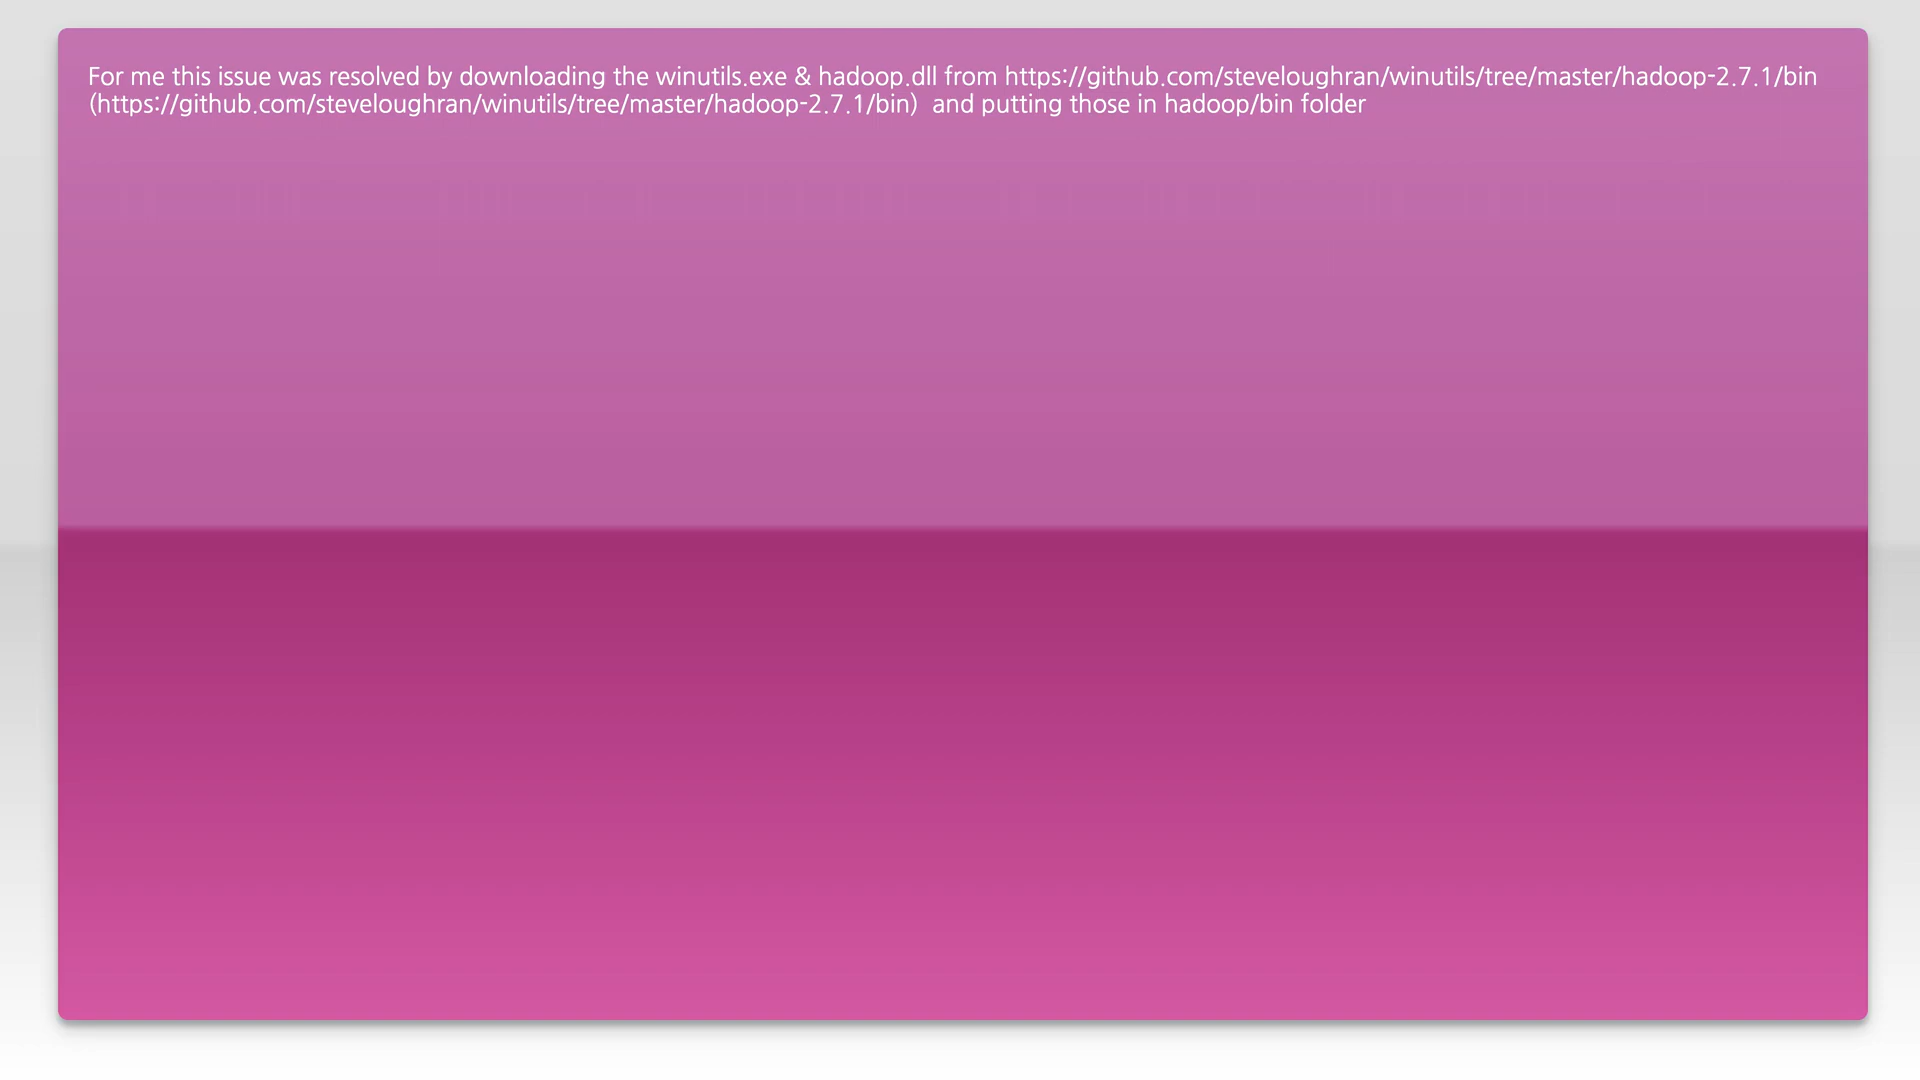 For me this issue was resolved by downloading the winutils.exe & hadoop.dll from https://github.com/steveloughran/winutils/tree/master/hadoop-2.7.1/bin
(https://github.com/steveloughran/winutils/tree/master/hadoop-2.7.1/bin)  and putting those in hadoop/bin folder